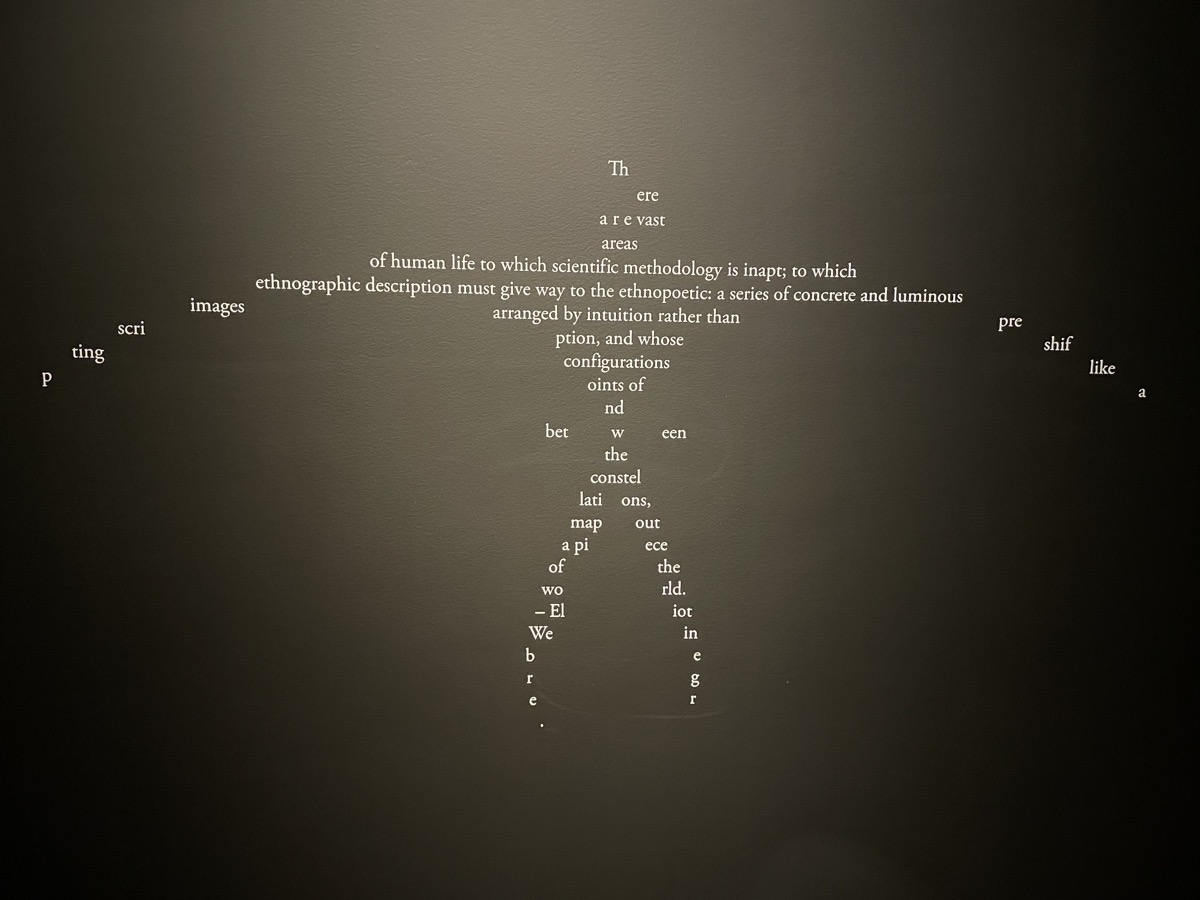 Th
ere
a r e vast
areas
of human life to which scientific methodology is inapt; to which
ethnographic description must give way to the ethnopoetic: a series of concrete and luminous
images arranged by intuition rather than pre
scri ption, and whose shif
ting configurations like
p oints of a
nd
bet w een
the
constel
lati ons,
map out
a pi ece
of the
wo rld.
– El iot
We in
b e
r g
e r
.